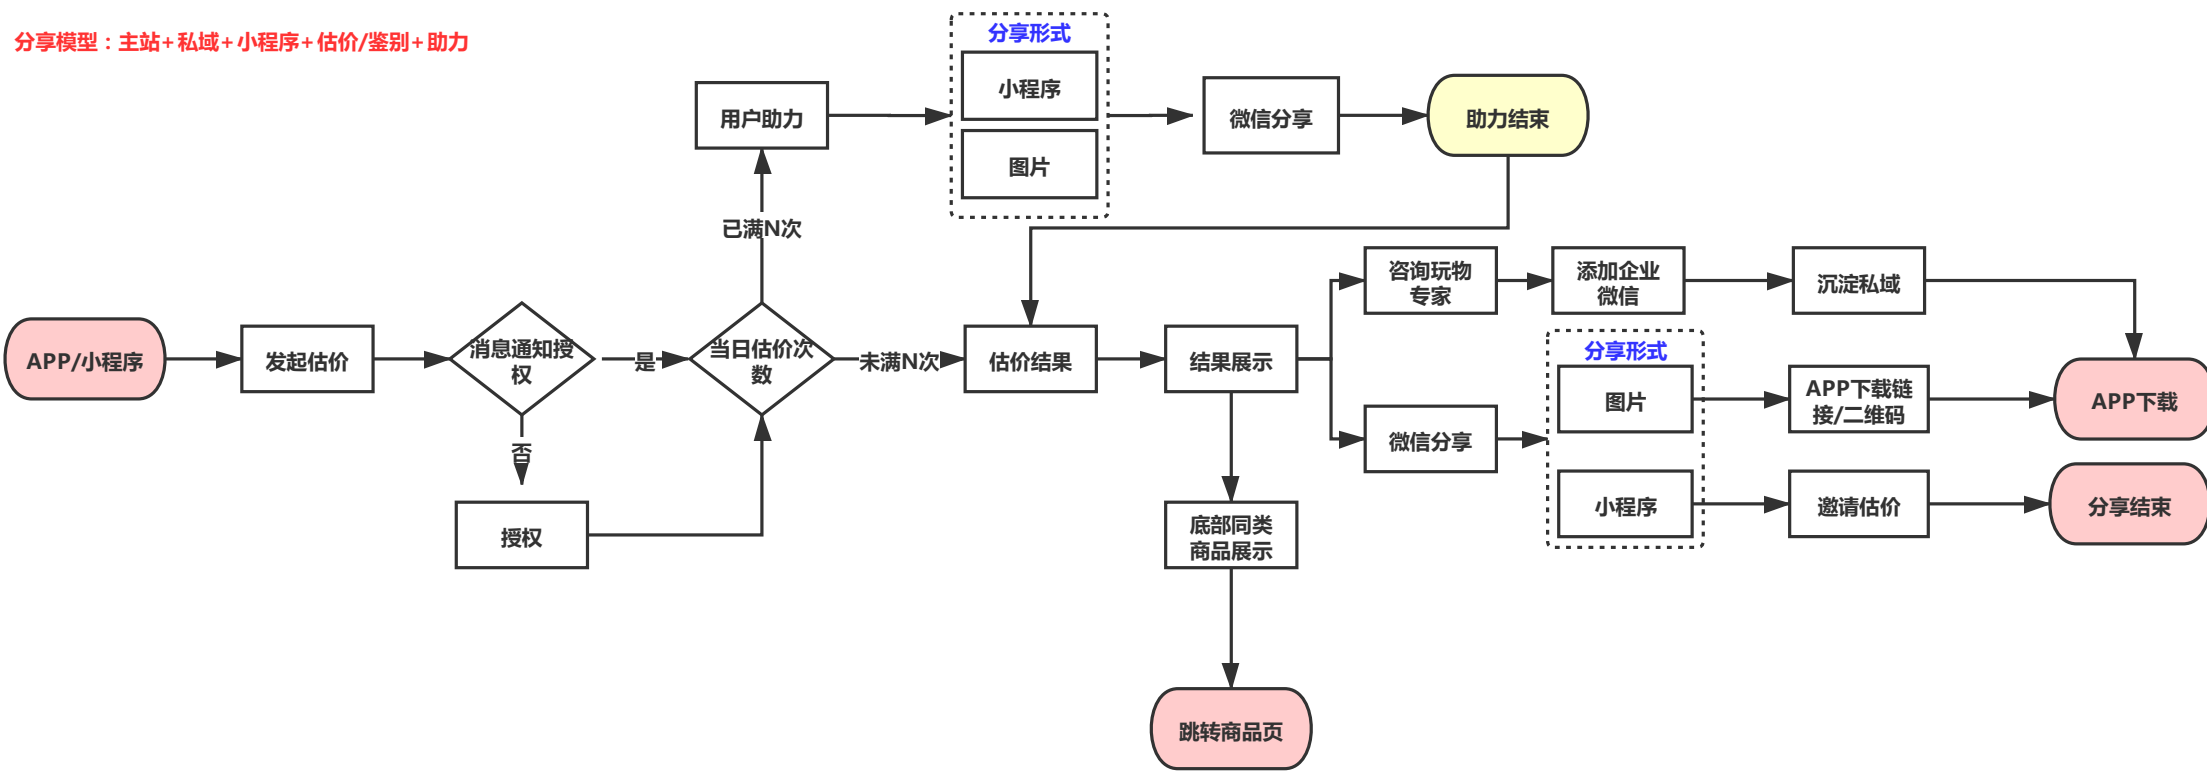 分享模型：主站+私域+小程序+估价/鉴别+助力
分享形式
小程序
图片
用户助力
微信分享
助力结束
已满N次
APP/小程序
发起估价
消息通知授
权
是
否
授权
当日估价次
数
未满N次
估价结果
结果展示
咨询玩物
专家
添加企业
微信
沉淀私域
微信分享
分享形式
图片
小程序
APP下载链
接/二维码
APP下载
邀请估价
分享结束
底部同类
商品展示
跳转商品页